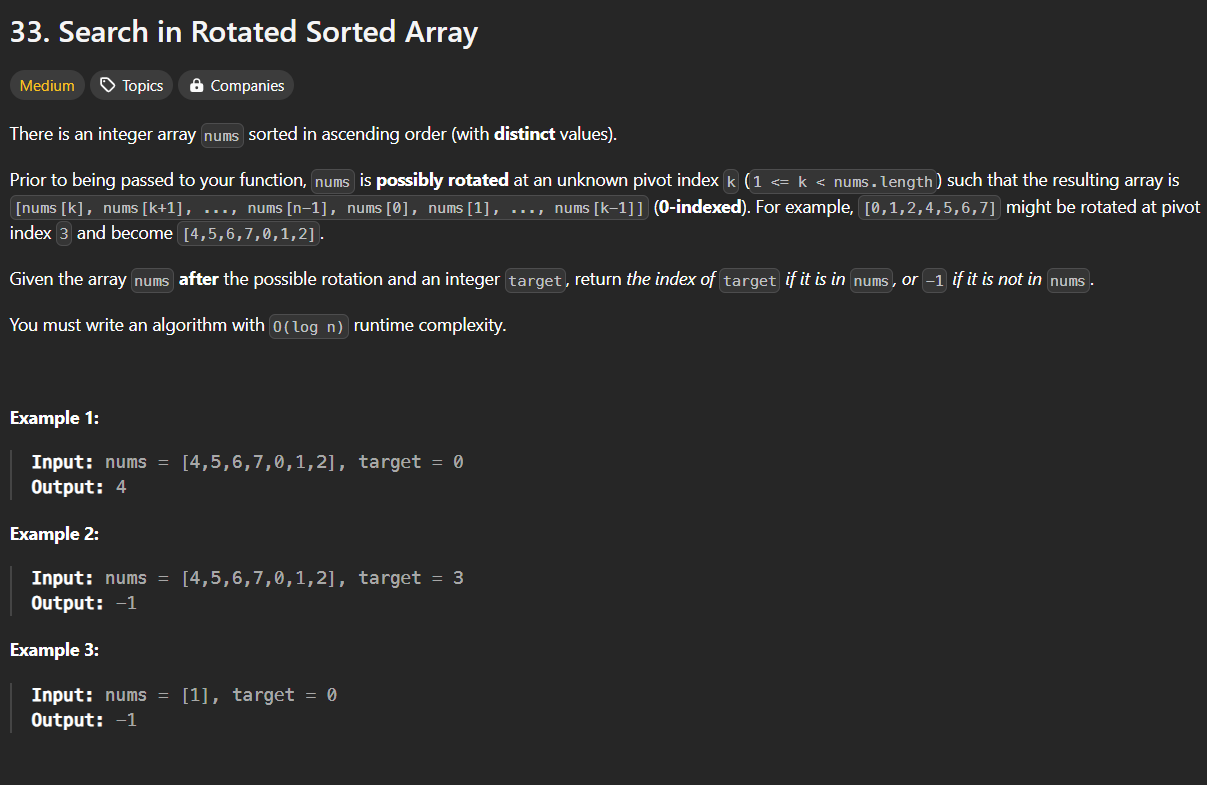 33. Search in Rotated Sorted Array
Medium Topics Companies
There is an integer array nums sorted in ascending order (with distinct values).
Prior to being passed to your function, nums is possibly rotated at an unknown pivot index k (1 <= k < nums.length) such that the resulting array is
[nums[k], nums[k+1], ..., nums[n-1], nums[0], nums[1], ..., nums[k-1]] (0-indexed). For example, [0,1,2,4,5,6,7] might be rotated at pivot
index 3 and become [4,5,6,7,0,1,2].
Given the array nums after the possible rotation and an integer target, return the index of target if it is in nums, or -1 if it is not in nums.
You must write an algorithm with O(log n) runtime complexity.
Example 1:
Input: nums = [4,5,6,7,0,1,2], target = 0
Output: 4
Example 2:
Input: nums = [4,5,6,7,0,1,2], target = 3
Output: -1
Example 3:
Input: nums = [1], target = 0
Output: -1